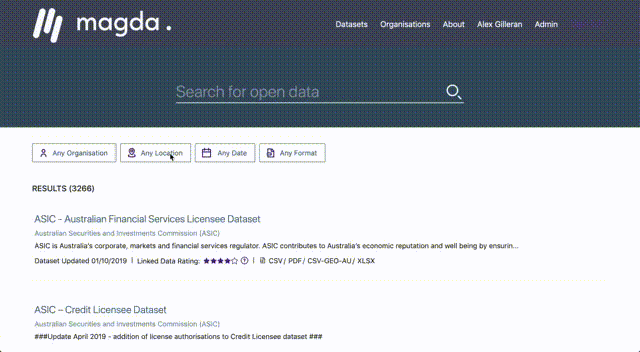 magda.
Datasets Organisations About Alex Gilleran Admin
Search for open data
Any Organisation Any Location Any Date Any Format
RESULTS (3266)
ASIC - Australian Financial Services Licensee Dataset
Australian Securities and Investments Commission (ASIC)
ASIC is Australia's corporate, markets and financial services regulator. ASIC contributes to Australia's economic reputation and well being by ensurin...
Dataset Updated 01/10/2019 | Linked Data Rating: ★★★★☆ ? | CSV/ PDF/ CSV-GEO-AU/ XLSX
ASIC – Credit Licensee Dataset
Australian Securities and Investments Commission (ASIC)
###Update April 2019 - addition of license authorisations to Credit Licensee dataset ###